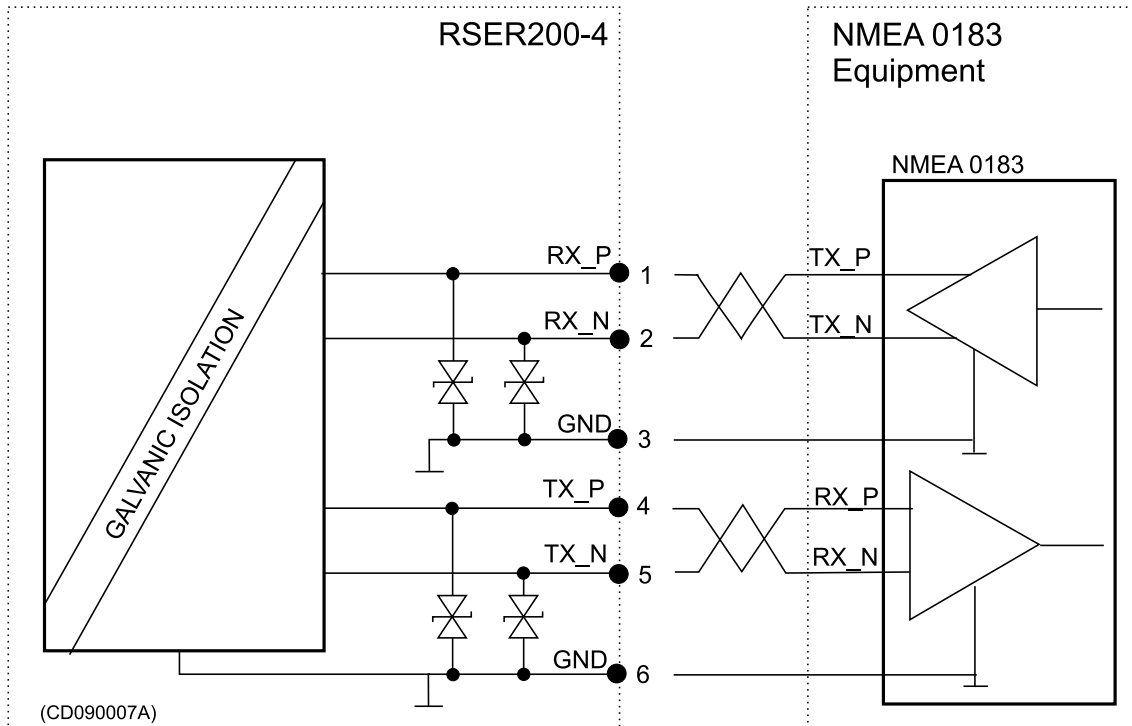 RSER200-4
NMEA 0183
Equipment
NMEA 0183
GALVANIC ISOLATION
RX_P
1
TX_P
RX_N
2
TX_N
GND
3
TX_P
4
RX_P
TX_N
5
RX_N
GND
6
(CD090007A)